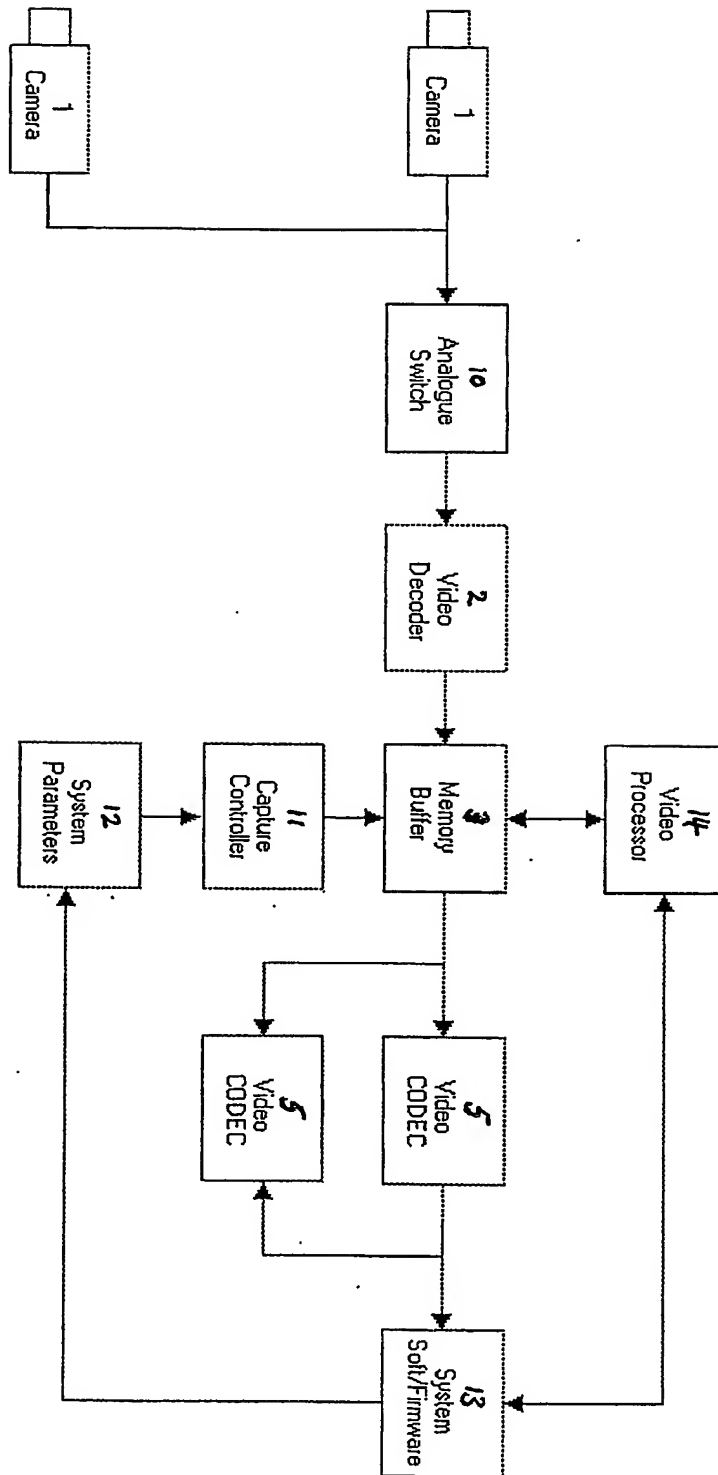 1
Camera
1
Camera
10
Analogue
Switch
2
Video
Decoder
14
Video
Processor
3
Memory
Buffer
11
Capture
Controller
12
System
Parameters
5
Video
CODEC
5
Video
CODEC
13
System
Soft/Firmware